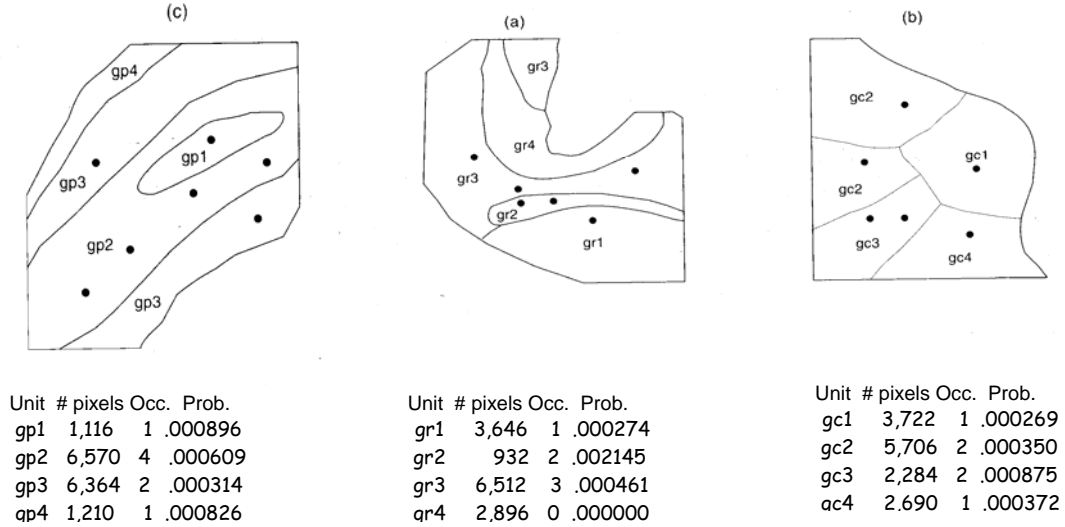 (c)
gp4
gp1
gp3
gp2
gp3
(a)
gr3
gr4
gr3
gr2
gr1
(b)
gc2
gc1
gc2
gc3
gc4
Unit # pixels Occ. Prob.
gp1 1,116 1 .000896
gp2 6,570 4 .000609
gp3 6,364 2 .000314
gp4 1,210 1 .000826
Unit # pixels Occ. Prob.
gr1 3,646 1 .000274
gr2 932 2 .002145
gr3 6,512 3 .000461
gr4 2,896 0 .000000
Unit # pixels Occ. Prob.
gc1 3,722 1 .000269
gc2 5,706 2 .000350
gc3 2,284 2 .000875
gc4 2.690 1 .000372